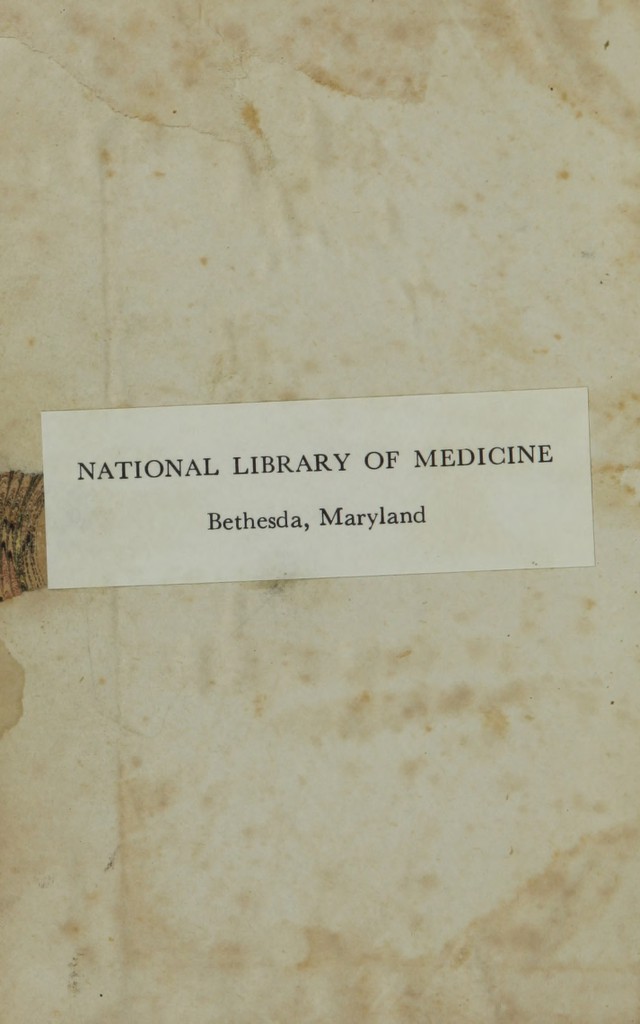 NATIONAL LIBRARY OF MEDICINE
Bethesda, Maryland